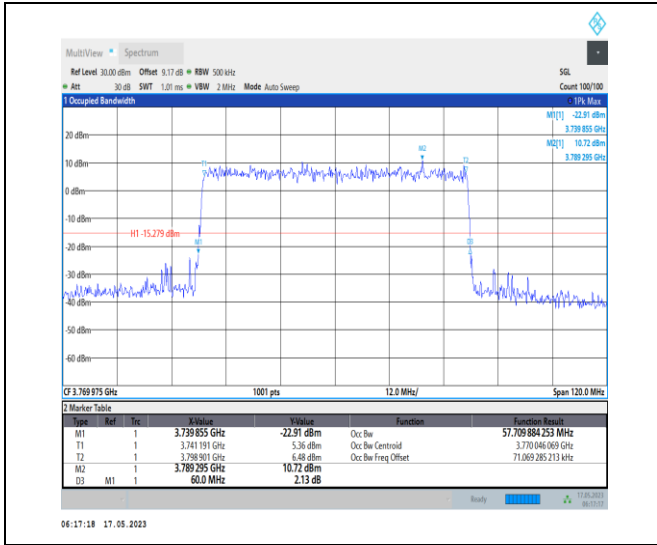 MultiView Spectrum
Ref Level 30.00 dBm Offset 9.17 dB RBW 500 kHz SGL
Att 30 dB SWT 1.01 ms VBW 2 MHz Mode Auto Sweep Count 100/100
1 Occupied Bandwidth 1Pk Max
M1[1] -22.91 dBm
3.739 855 GHz
M2[1] 10.72 dBm
3.789 295 GHz
20 dBm
M2
T1 T2
10 dBm
0 dBm
-10 dBm
H1 -15.279 dBm
-20 dBm
M1 D3
-30 dBm
-40 dBm
-50 dBm
-60 dBm
CF 3.769 975 GHz 1001 pts 12.0 MHz/ Span 120.0 MHz
2 Marker Table
Type Ref Trc X-Value Y-Value Function Function Result
M1 1 3.739 855 GHz -22.91 dBm Occ Bw 57.709 884 253 MHz
T1 1 3.741 191 GHz 5.36 dBm Occ Bw Centroid 3.770 046 069 GHz
T2 1 3.798 901 GHz 6.48 dBm Occ Bw Freq Offset 71.069 285 213 kHz
M2 1 3.789 295 GHz 10.72 dBm
D3 M1 1 60.0 MHz 2.13 dB
Ready 17.05.2023
06:17:17
06:17:18 17.05.2023